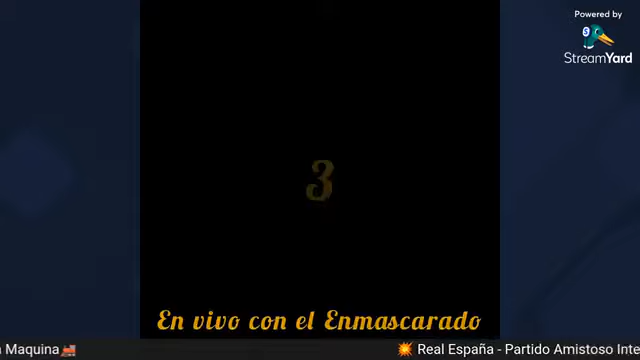 Powered by
StreamYard
3
En vivo con el Enmascarado
Maquina🚂
💥 Real España - Partido Amistoso